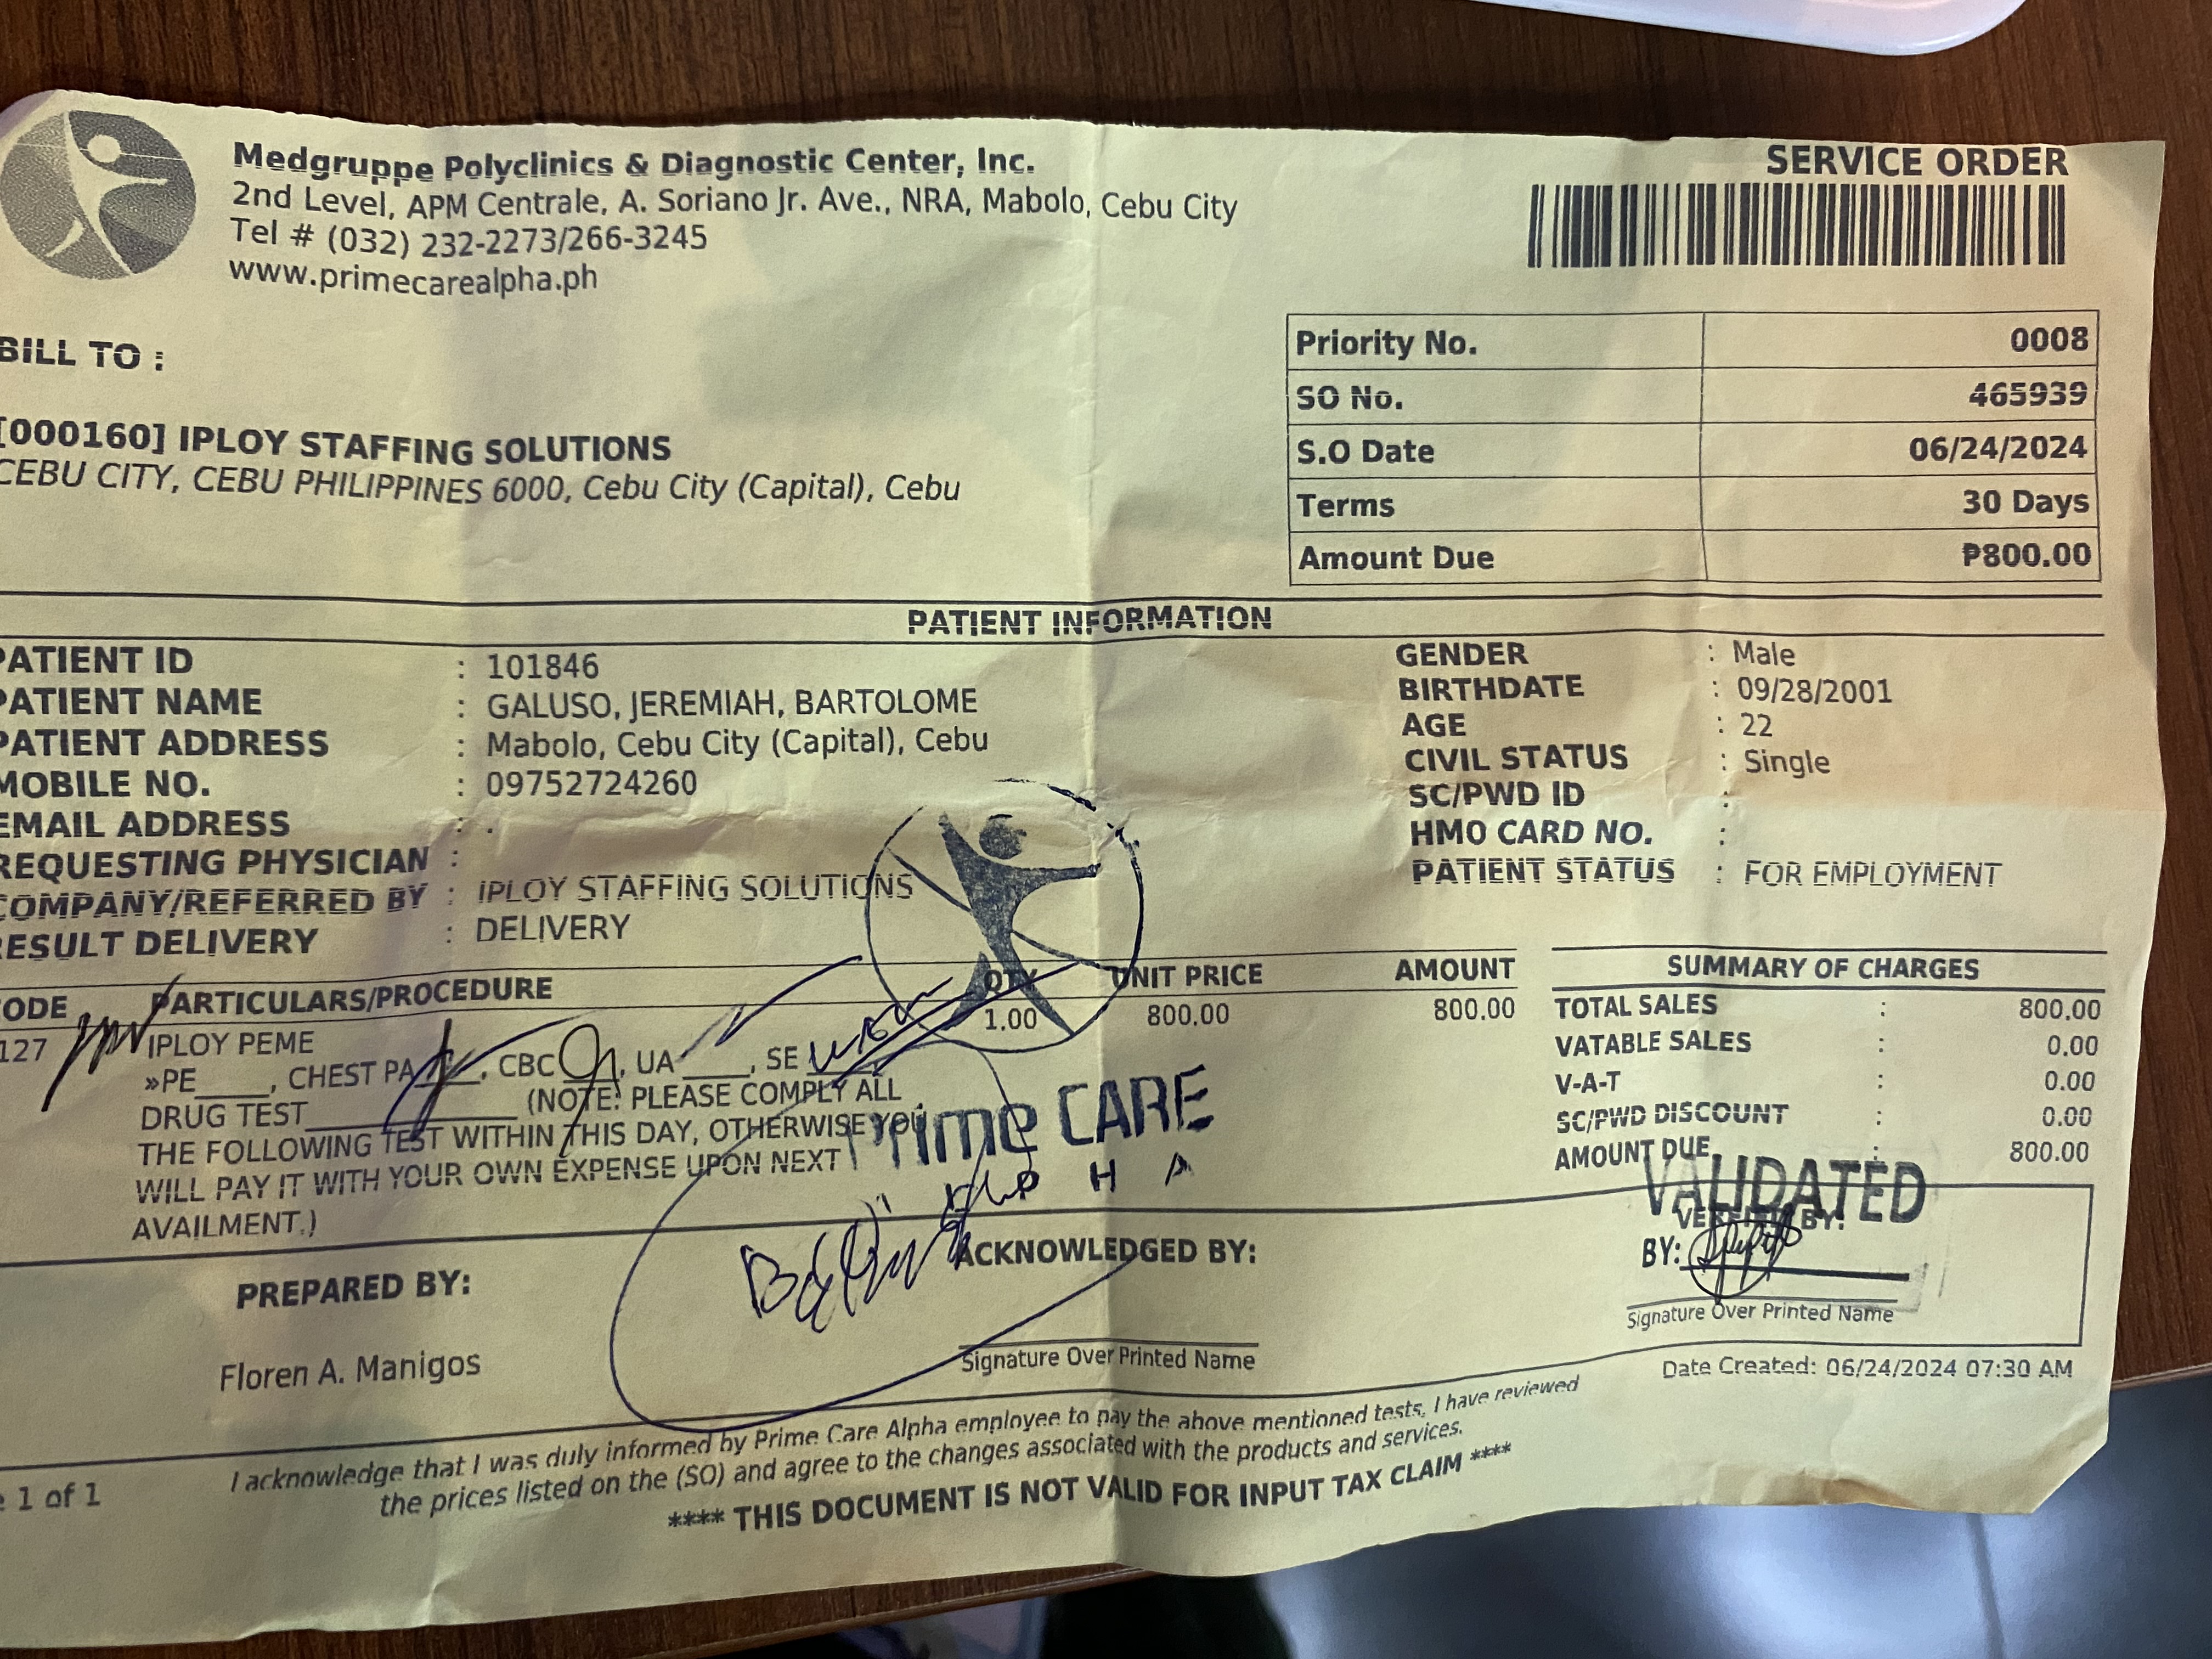 Medgruppe Polyclinics & Diagnostic Center, Inc.
2nd Level, APM Centrale, A. Soriano Jr. Ave., NRA, Mabolo, Cebu City
Tel # (032) 232-2273/266-3245
www.primecarealpha.ph
SERVICE ORDER
BILL TO :
[000160] IPLOY STAFFING SOLUTIONS
CEBU CITY, CEBU PHILIPPINES 6000, Cebu City (Capital), Cebu
Priority No. 0008
SO No. 465939
S.O Date 06/24/2024
Terms 30 Days
Amount Due ₱800.00
PATIENT INFORMATION
PATIENT ID : 101846
PATIENT NAME : GALUSO, JEREMIAH, BARTOLOME
PATIENT ADDRESS : Mabolo, Cebu City (Capital), Cebu
MOBILE NO. : 09752724260
EMAIL ADDRESS : .
REQUESTING PHYSICIAN :
COMPANY/REFERRED BY : IPLOY STAFFING SOLUTIONS
RESULT DELIVERY : DELIVERY
GENDER : Male
BIRTHDATE : 09/28/2001
AGE : 22
CIVIL STATUS : Single
SC/PWD ID :
HMO CARD NO. :
PATIENT STATUS : FOR EMPLOYMENT
CODE PARTICULARS/PROCEDURE QTY UNIT PRICE AMOUNT
127 IPLOY PEME 1.00 800.00 800.00
»PE____, CHEST PA____, CBC____, UA____, SE____
DRUG TEST____________ (NOTE: PLEASE COMPLY ALL
THE FOLLOWING TEST WITHIN THIS DAY, OTHERWISE YOU
WILL PAY IT WITH YOUR OWN EXPENSE UPON NEXT
AVAILMENT.)
Prime CARE
A L P H A
SUMMARY OF CHARGES
TOTAL SALES : 800.00
VATABLE SALES : 0.00
V-A-T : 0.00
SC/PWD DISCOUNT : 0.00
AMOUNT DUE : 800.00
VALIDATED
VERIFIED BY:
BY:
Signature Over Printed Name
PREPARED BY:
Floren A. Manigos
ACKNOWLEDGED BY:
Signature Over Printed Name
Date Created: 06/24/2024 07:30 AM
I acknowledge that I was duly informed by Prime Care Alpha employee to pay the above mentioned tests, I have reviewed
the prices listed on the (SO) and agree to the changes associated with the products and services.
**** THIS DOCUMENT IS NOT VALID FOR INPUT TAX CLAIM ****
1 of 1